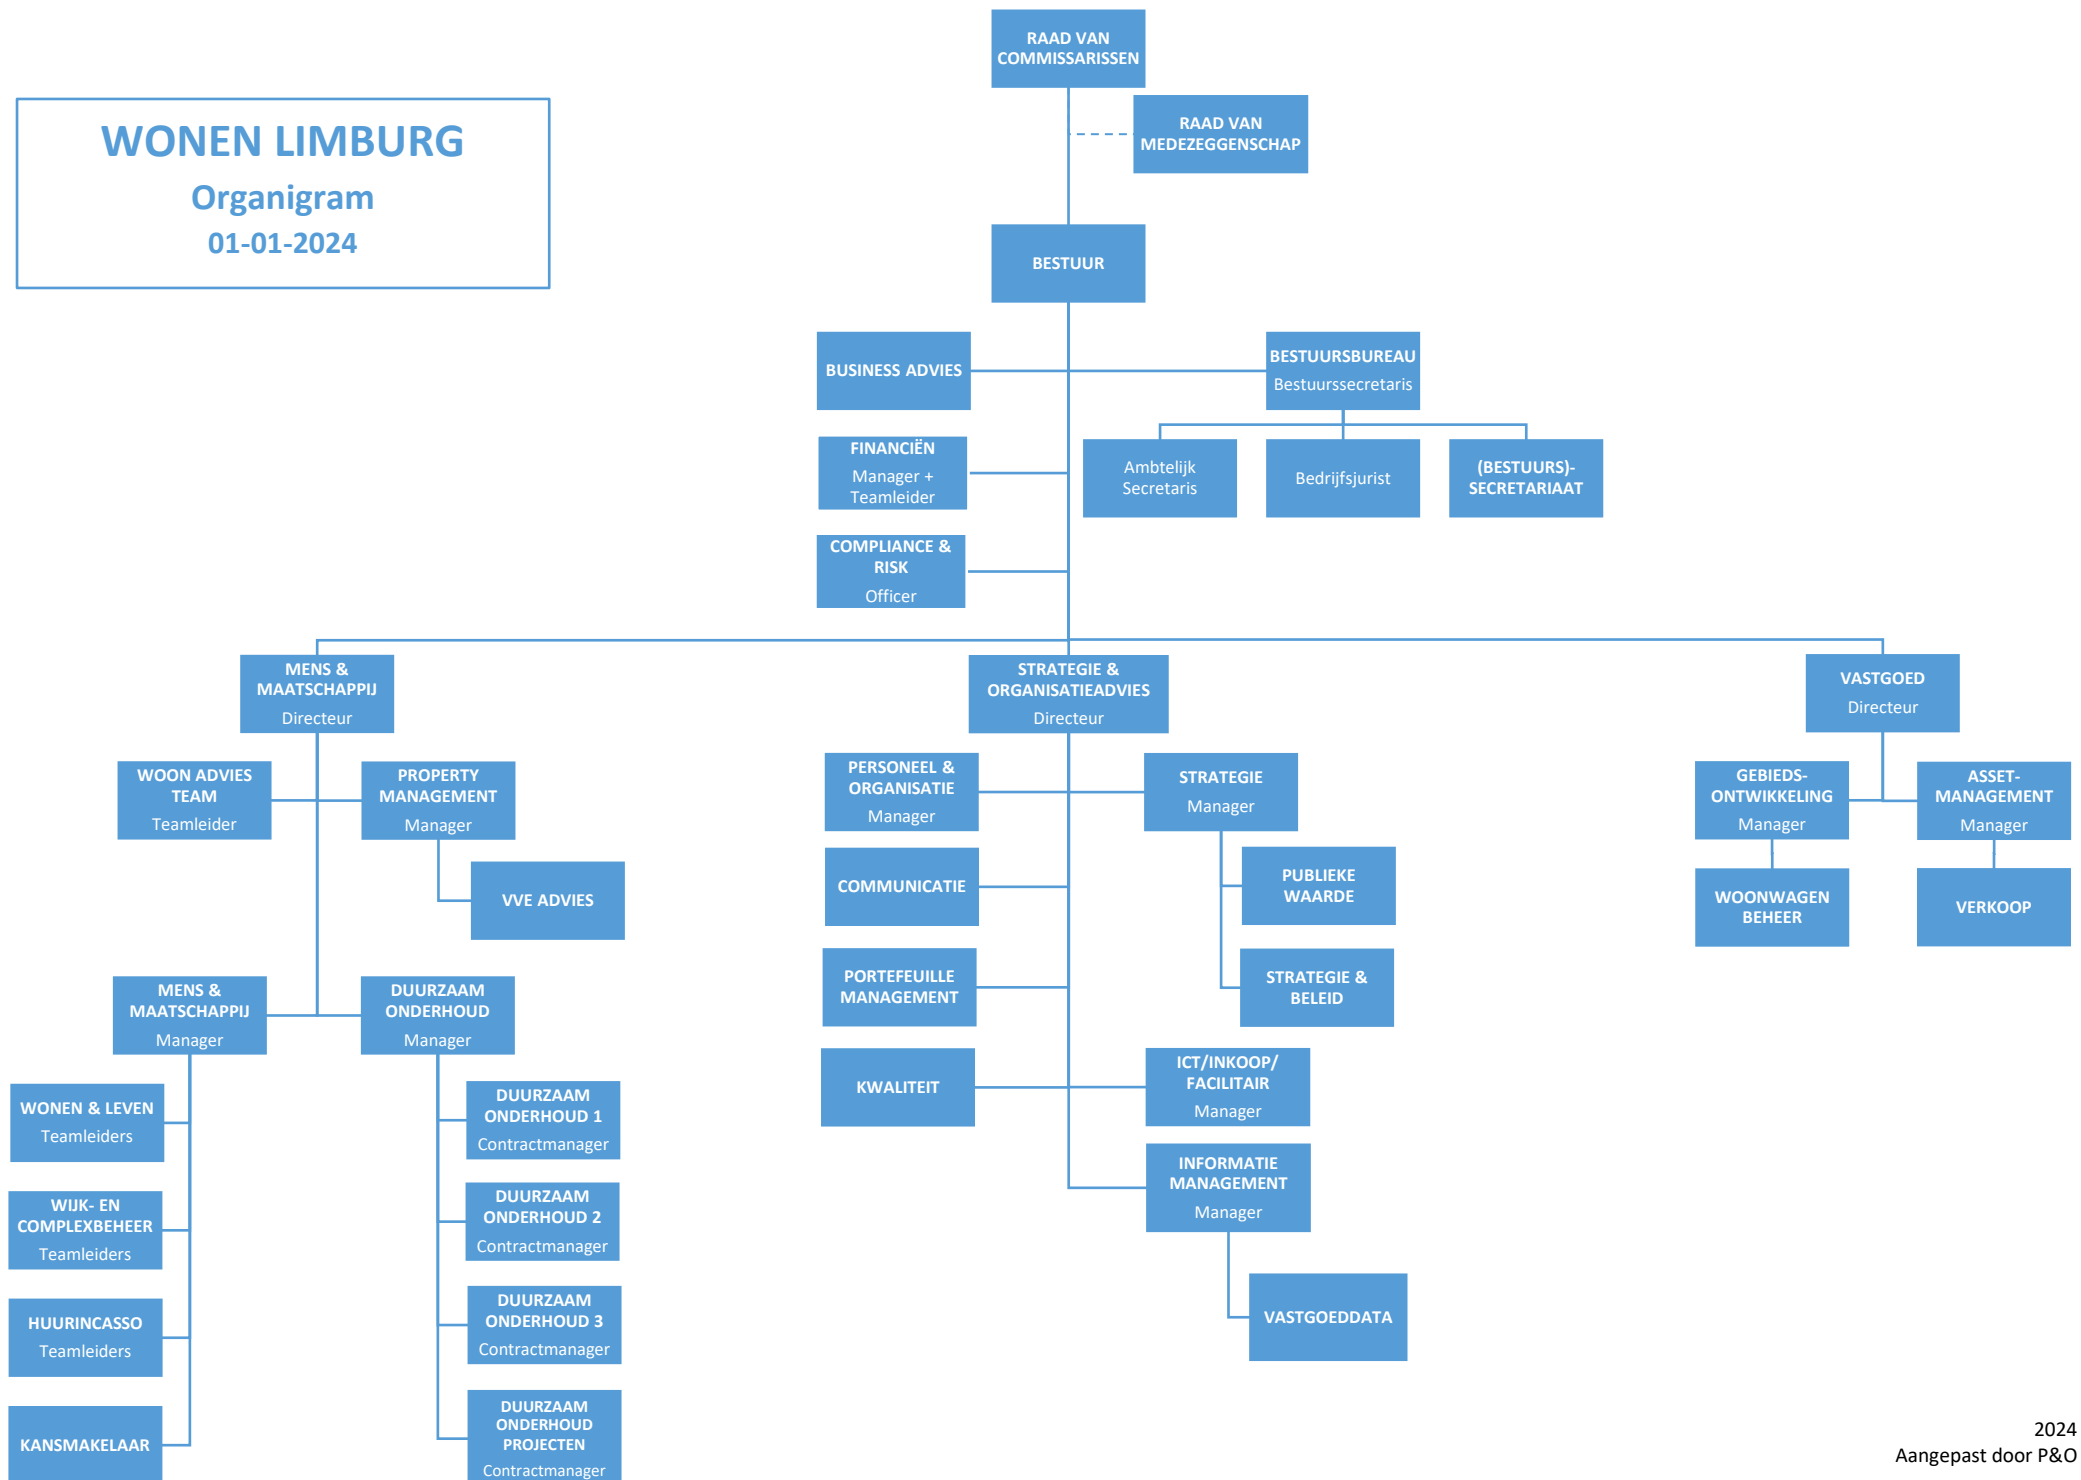 WONEN LIMBURG
Organigram
01-01-2024
RAAD VAN
COMMISSARISSEN
RAAD VAN
MEDEZEGGENSCHAP
BESTUUR
BUSINESS ADVIES
BESTUURSBUREAU
Bestuurssecretaris
FINANCIËN
Manager +
Teamleider
Ambtelijk
Secretaris
Bedrijfsjurist
(BESTUURS)-
SECRETARIAAT
COMPLIANCE &
RISK
Officer
MENS &
MAATSCHAPPIJ
Directeur
STRATEGIE &
ORGANISATIEADVIES
Directeur
VASTGOED
Directeur
WOON ADVIES
TEAM
Teamleider
PROPERTY
MANAGEMENT
Manager
VVE ADVIES
MENS &
MAATSCHAPPIJ
Manager
DUURZAAM
ONDERHOUD
Manager
WONEN & LEVEN
Teamleiders
WIJK- EN
COMPLEXBEHEER
Teamleiders
HUURINCASSO
Teamleiders
KANSMAKELAAR
DUURZAAM
ONDERHOUD 1
Contractmanager
DUURZAAM
ONDERHOUD 2
Contractmanager
DUURZAAM
ONDERHOUD 3
Contractmanager
DUURZAAM
ONDERHOUD
PROJECTEN
Contractmanager
PERSONEEL &
ORGANISATIE
Manager
STRATEGIE
Manager
COMMUNICATIE
PUBLIEKE
WAARDE
PORTEFEUILLE
MANAGEMENT
STRATEGIE &
BELEID
KWALITEIT
ICT/INKOOP/
FACILITAIR
Manager
INFORMATIE
MANAGEMENT
Manager
VASTGOEDDATA
GEBIEDS-
ONTWIKKELING
Manager
ASSET-
MANAGEMENT
Manager
WOONWAGEN
BEHEER
VERKOOP
2024
Aangepast door P&O